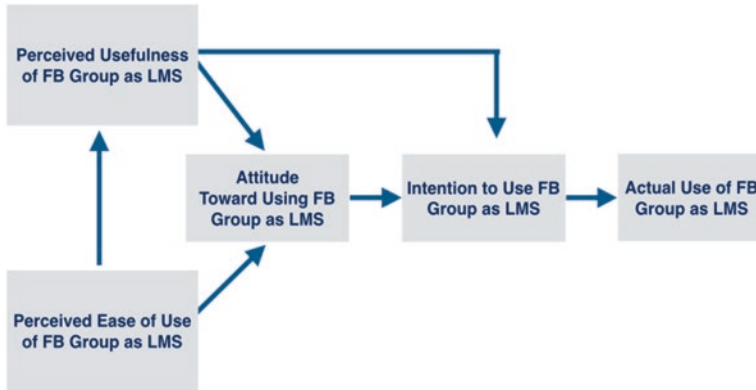 Perceived Usefulness
of FB Group as LMS
Attitude
Toward Using FB
Group as LMS
Intention to Use FB
Group as LMS
Actual Use of FB
Group as LMS
Perceived Ease of Use
of FB Group as LMS